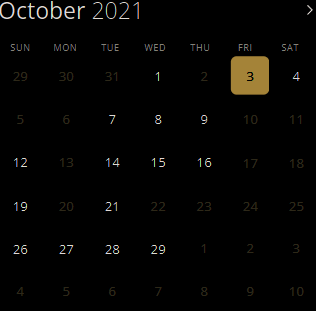 October 2021
SUN MON TUE WED THU FRI SAT
29 30 31 1 2 3 4
5 6 7 8 9 10 11
12 13 14 15 16 17 18
19 20 21 22 23 24 25
26 27 28 29 1 2 3
4 5 6 7 8 9 10